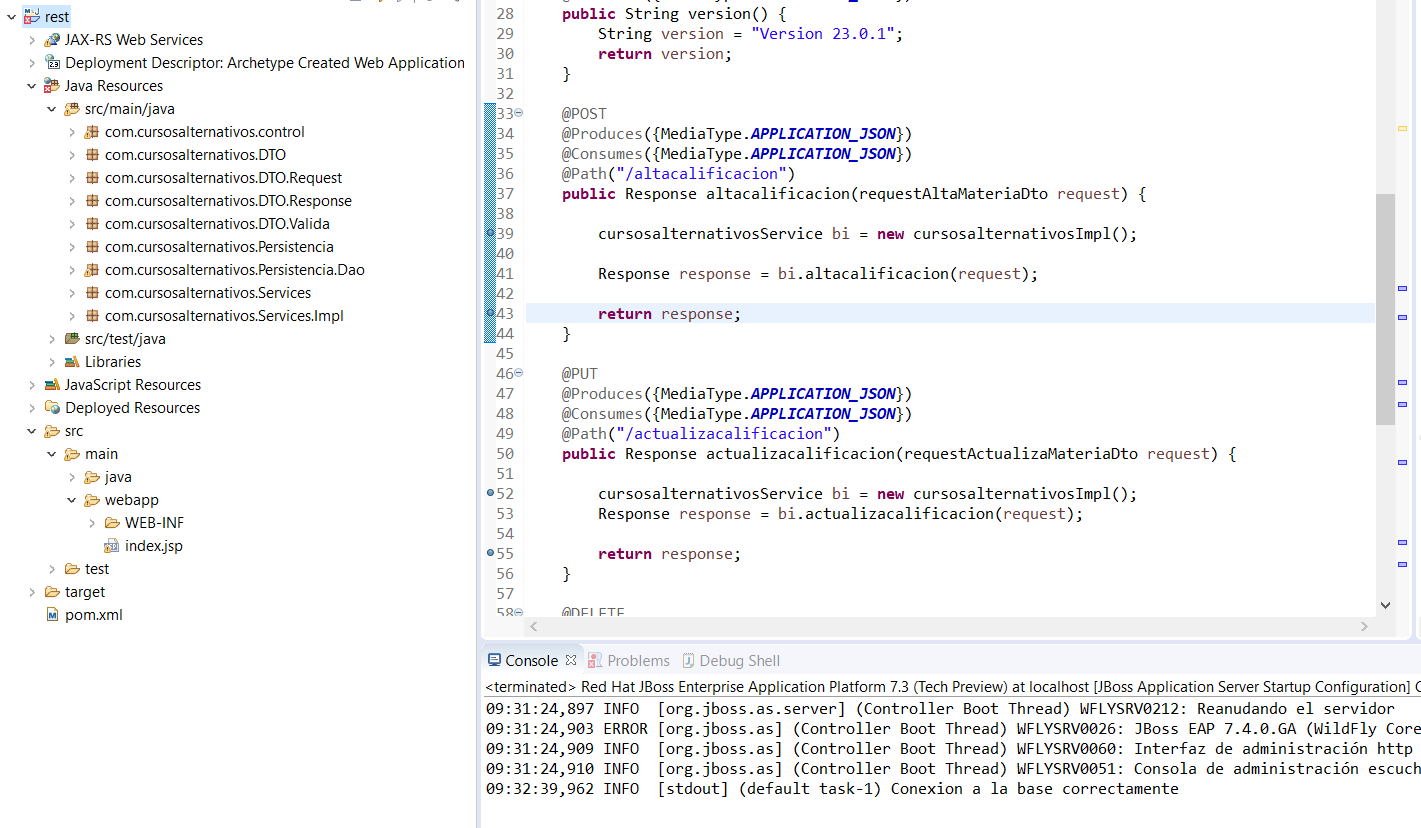 rest
JAX-RS Web Services
Deployment Descriptor: Archetype Created Web Application
Java Resources
src/main/java
com.cursosalternativos.control
com.cursosalternativos.DTO
com.cursosalternativos.DTO.Request
com.cursosalternativos.DTO.Response
com.cursosalternativos.DTO.Valida
com.cursosalternativos.Persistencia
com.cursosalternativos.Persistencia.Dao
com.cursosalternativos.Services
com.cursosalternativos.Services.Impl
src/test/java
Libraries
JavaScript Resources
Deployed Resources
src
main
java
webapp
WEB-INF
index.jsp
test
target
pom.xml
28 public String version() {
29 String version = "Version 23.0.1";
30 return version;
31 }
32
33 @POST
34 @Produces({MediaType.APPLICATION_JSON})
35 @Consumes({MediaType.APPLICATION_JSON})
36 @Path("/altacalificacion")
37 public Response altacalificacion(requestAltaMateriaDto request) {
38
39 cursosalternativosService bi = new cursosalternativosImpl();
40
41 Response response = bi.altacalificacion(request);
42
43 return response;
44 }
45
46 @PUT
47 @Produces({MediaType.APPLICATION_JSON})
48 @Consumes({MediaType.APPLICATION_JSON})
49 @Path("/actualizacalificacion")
50 public Response actualizacalificacion(requestActualizaMateriaDto request) {
51
52 cursosalternativosService bi = new cursosalternativosImpl();
53 Response response = bi.actualizacalificacion(request);
54
55 return response;
56 }
57
58 @DELETE
Console Problems Debug Shell
<terminated> Red Hat JBoss Enterprise Application Platform 7.3 (Tech Preview) at localhost [JBoss Application Server Startup Configuration] C
09:31:24,897 INFO [org.jboss.as.server] (Controller Boot Thread) WFLYSRV0212: Reanudando el servidor
09:31:24,903 ERROR [org.jboss.as] (Controller Boot Thread) WFLYSRV0026: JBoss EAP 7.4.0.GA (WildFly Core
09:31:24,909 INFO [org.jboss.as] (Controller Boot Thread) WFLYSRV0060: Interfaz de administración http
09:31:24,910 INFO [org.jboss.as] (Controller Boot Thread) WFLYSRV0051: Consola de administración escuch
09:32:39,962 INFO [stdout] (default task-1) Conexion a la base correctamente